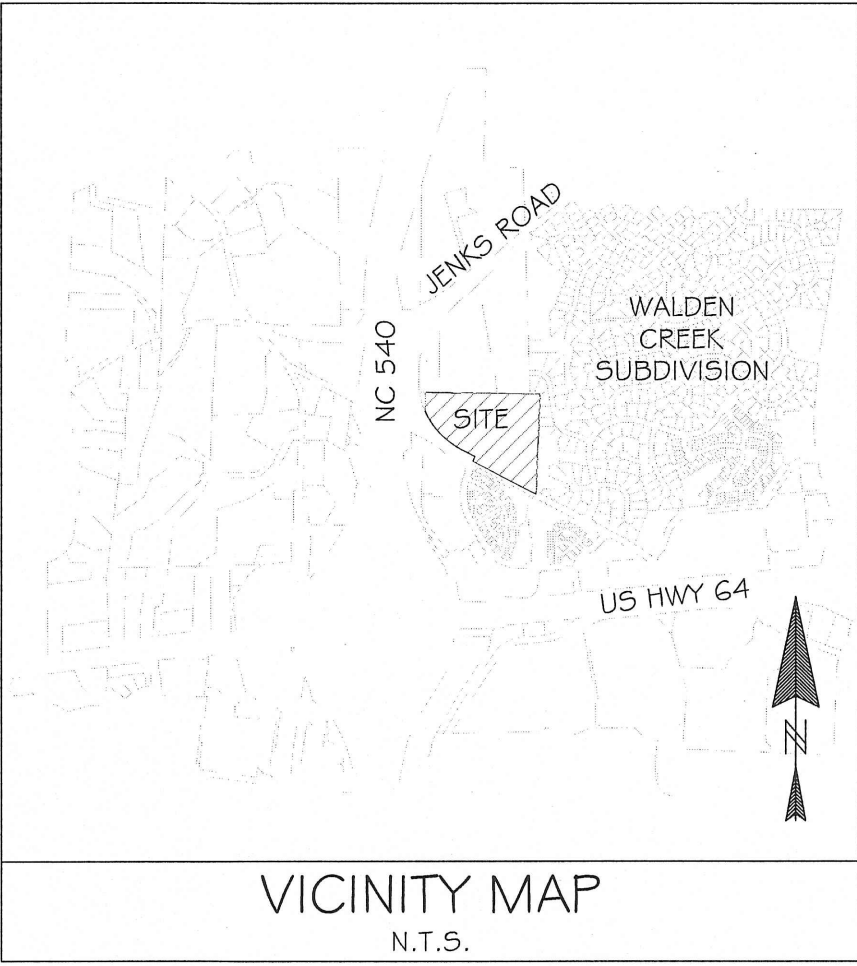 JENKS ROAD
WALDEN
CREEK
SUBDIVISION
NC 540
SITE
US HWY 64
N
VICINITY MAP
N.T.S.